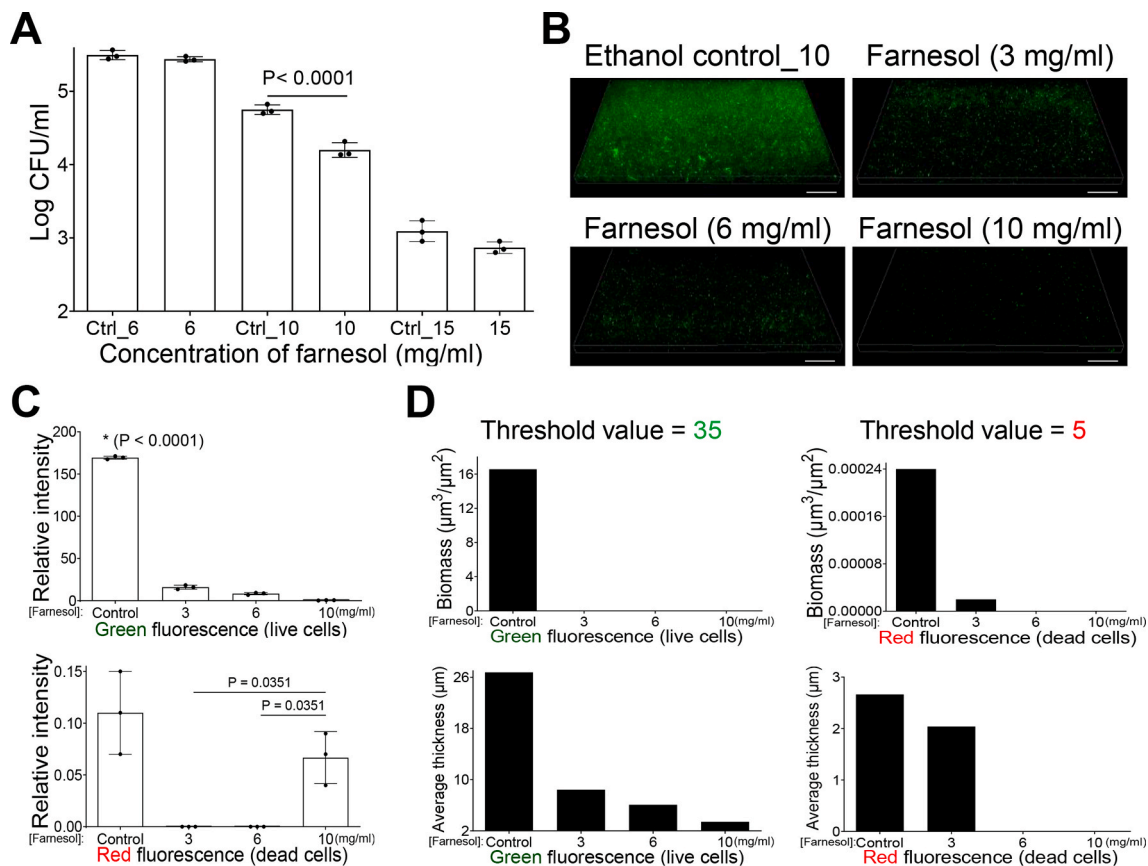 A
Log CFU/ml
5
4
3
2
P< 0.0001
Ctrl_6 6 Ctrl_10 10 Ctrl_15 15
Concentration of farnesol (mg/ml)
B
Ethanol control_10
Farnesol (3 mg/ml)
Farnesol (6 mg/ml)
Farnesol (10 mg/ml)
C
Relative intensity
200
150
100
50
0
* (P < 0.0001)
[Farnesol]: Control 3 6 10(mg/ml)
Green fluorescence (live cells)
Relative intensity
0.15
0.10
0.05
0.00
P = 0.0351
P = 0.0351
[Farnesol]: Control 3 6 10(mg/ml)
Red fluorescence (dead cells)
D
Threshold value = 35
Biomass (µm³/µm²)
16
12
8
4
0
[Farnesol]: Control 3 6 10(mg/ml)
Green fluorescence (live cells)
Threshold value = 5
Biomass (µm³/µm²)
0.00024
0.00018
0.00012
0.00006
0.00000
[Farnesol]: Control 3 6 10(mg/ml)
Red fluorescence (dead cells)
Average thickness (µm)
26
18
10
2
[Farnesol]: Control 3 6 10(mg/ml)
Green fluorescence (live cells)
Average thickness (µm)
3
2
1
0
[Farnesol]: Control 3 6 10(mg/ml)
Red fluorescence (dead cells)